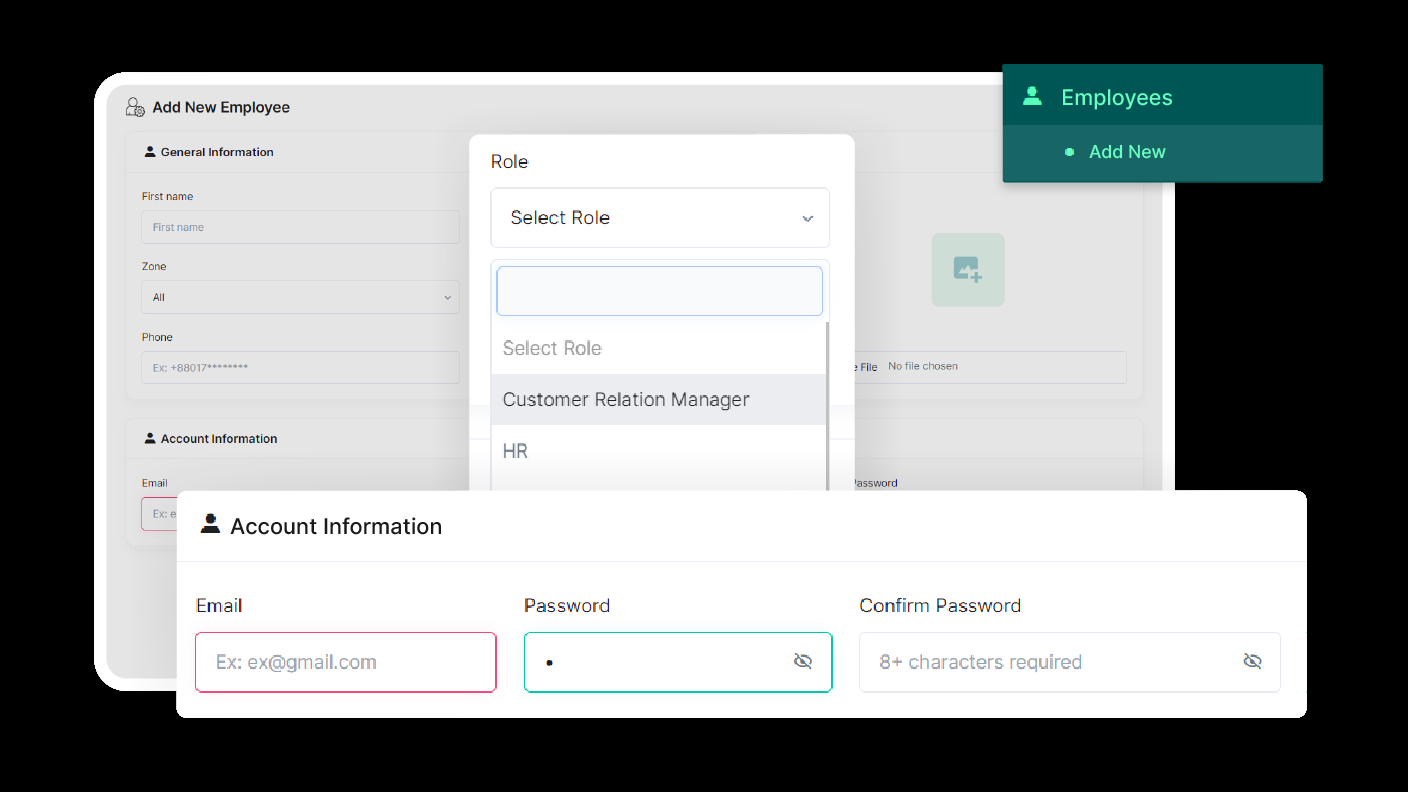 Employees
Add New
Add New Employee
General Information
First name
First name
Zone
All
Phone
Ex: +88017********
Account Information
Email
Role
Select Role
Select Role
Customer Relation Manager
HR
File
No file chosen
Password
Account Information
Email
Ex: ex@gmail.com
Password
Confirm Password
8+ characters required